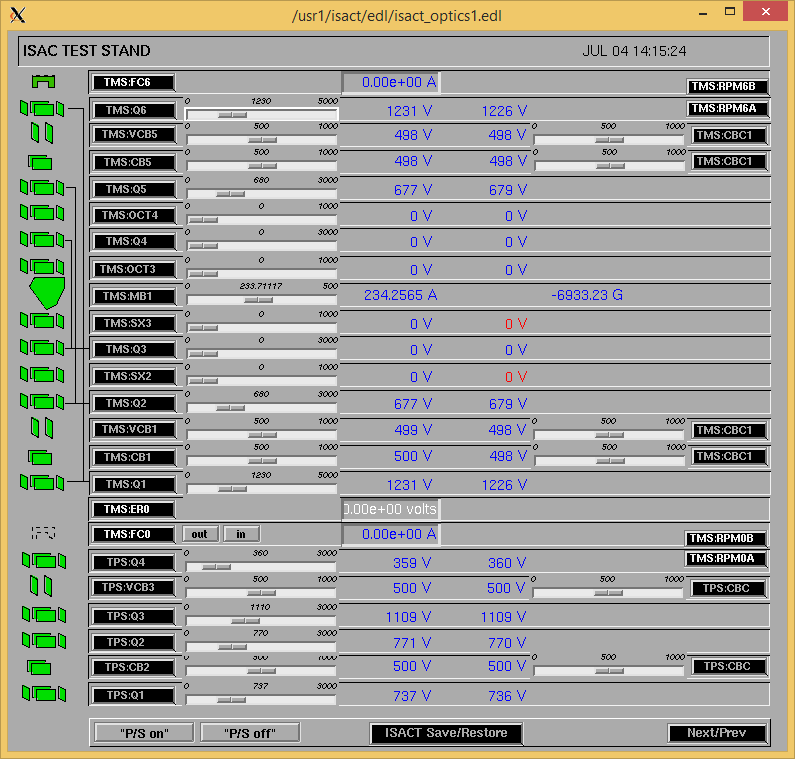 /usr1/isact/edl/isact_optics1.edl
ISAC TEST STAND JUL 04 14:15:24
TMS:FC6 0.00e+00 A TMS:RPM6B
TMS:Q6 0 1230 5000 1231 V 1226 V TMS:RPM6A
TMS:VCB5 0 500 1000 498 V 498 V 0 500 1000 TMS:CBC1
TMS:CB5 0 500 1000 498 V 498 V 0 500 1000 TMS:CBC1
TMS:Q5 0 680 3000 677 V 679 V
TMS:OCT4 0 0 1000 0 V 0 V
TMS:Q4 0 0 3000 0 V 0 V
TMS:OCT3 0 0 1000 0 V 0 V
TMS:MB1 0 233.71117 500 234.2565 A -6933.23 G
TMS:SX3 0 0 1000 0 V 0 V
TMS:Q3 0 0 3000 0 V 0 V
TMS:SX2 0 0 1000 0 V 0 V
TMS:Q2 0 680 3000 677 V 679 V
TMS:VCB1 0 500 1000 499 V 498 V 0 500 1000 TMS:CBC1
TMS:CB1 0 500 1000 500 V 498 V 0 500 1000 TMS:CBC1
TMS:Q1 0 1230 5000 1231 V 1226 V
TMS:ER0 0.00e+00 volts
TMS:FC0 out in 0.00e+00 A TMS:RPM0B
TPS:Q4 0 360 3000 359 V 360 V TMS:RPM0A
TPS:VCB3 0 500 1000 500 V 500 V 0 500 1000 TPS:CBC
TPS:Q3 0 1110 3000 1109 V 1109 V
TPS:Q2 0 770 3000 771 V 770 V
TPS:CB2 0 500 1000 500 V 500 V 0 500 1000 TPS:CBC
TPS:Q1 0 737 3000 737 V 736 V
"P/S on" "P/S off" ISACT Save/Restore Next/Prev